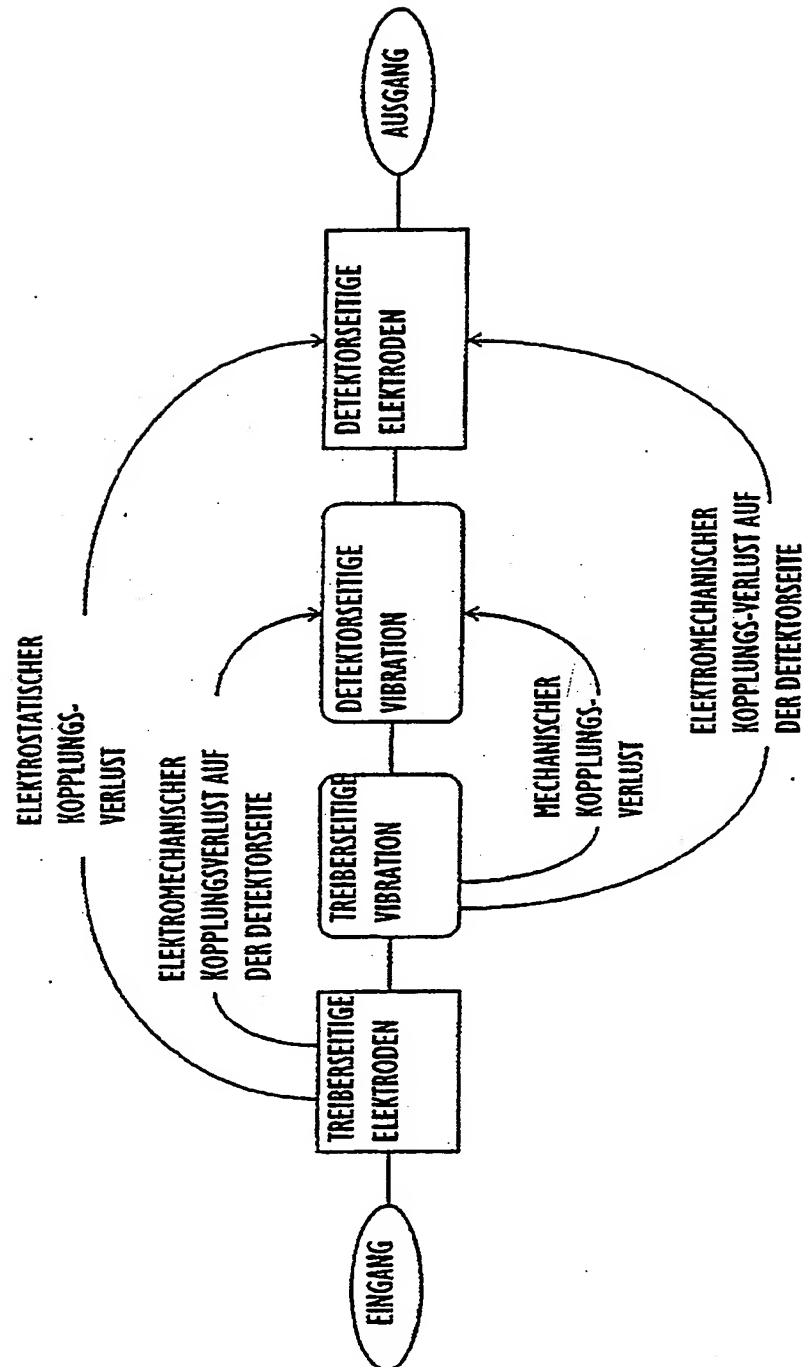 ELEKTROSTATISCHER
KOPPLUNGS-
VERLUST
ELEKTROMECHANISCHER
KOPPLUNGSVERLUST AUF
DER DETEKTORSEITE
EINGANG
TREIBERSEITIGE
ELEKTRODEN
TREIBERSEITIGE
VIBRATION
DETEKTORSEITIGE
VIBRATION
DETEKTORSEITIGE
ELEKTRODEN
AUSGANG
MECHANISCHER
KOPPLUNGS-
VERLUST
ELEKTROMECHANISCHER
KOPPLUNGS-VERLUST AUF
DER DETEKTORSEITE